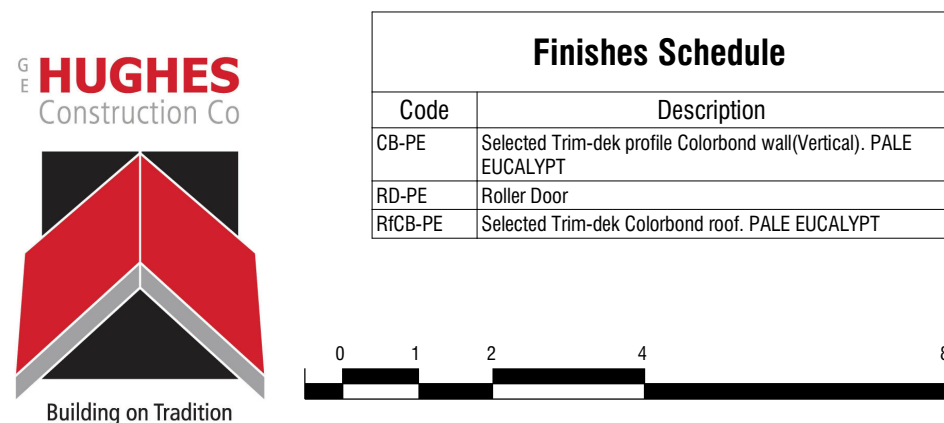 G
E
HUGHES
Construction Co
Building on Tradition
Finishes Schedule
Code Description
CB-PE Selected Trim-dek profile Colorbond wall(Vertical). PALE
EUCALYPT
RD-PE Roller Door
RfCB-PE Selected Trim-dek Colorbond roof. PALE EUCALYPT
0 1 2 4 8